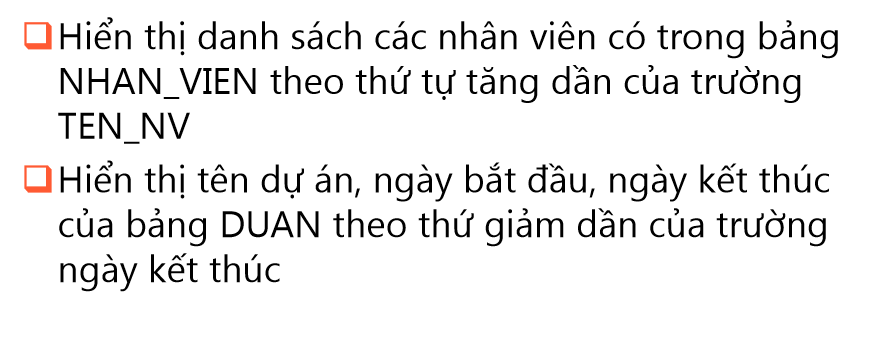 Hiển thị danh sách các nhân viên có trong bảng
NHAN_VIEN theo thứ tự tăng dần của trường
TEN_NV
Hiển thị tên dự án, ngày bắt đầu, ngày kết thúc
của bảng DUAN theo thứ giảm dần của trường
ngày kết thúc